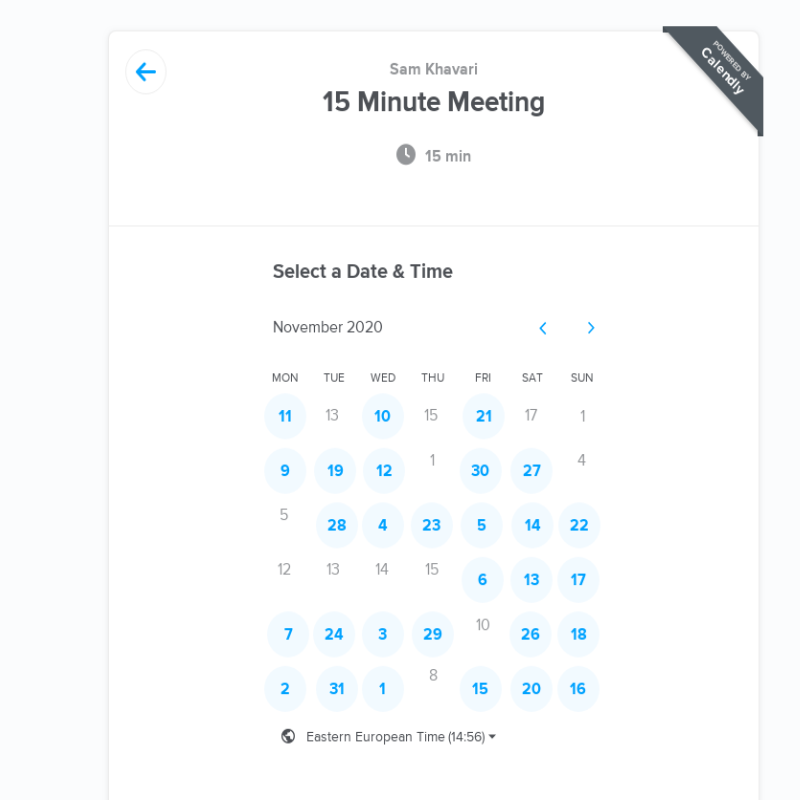 POWERED BY
Calendly
Sam Khavari
15 Minute Meeting
15 min
Select a Date & Time
November 2020
MON TUE WED THU FRI SAT SUN
11 13 10 15 21 17 1
9 19 12 1 30 27 4
5 28 4 23 5 14 22
12 13 14 15 6 13 17
7 24 3 29 10 26 18
2 31 1 8 15 20 16
Eastern European Time (14:56)